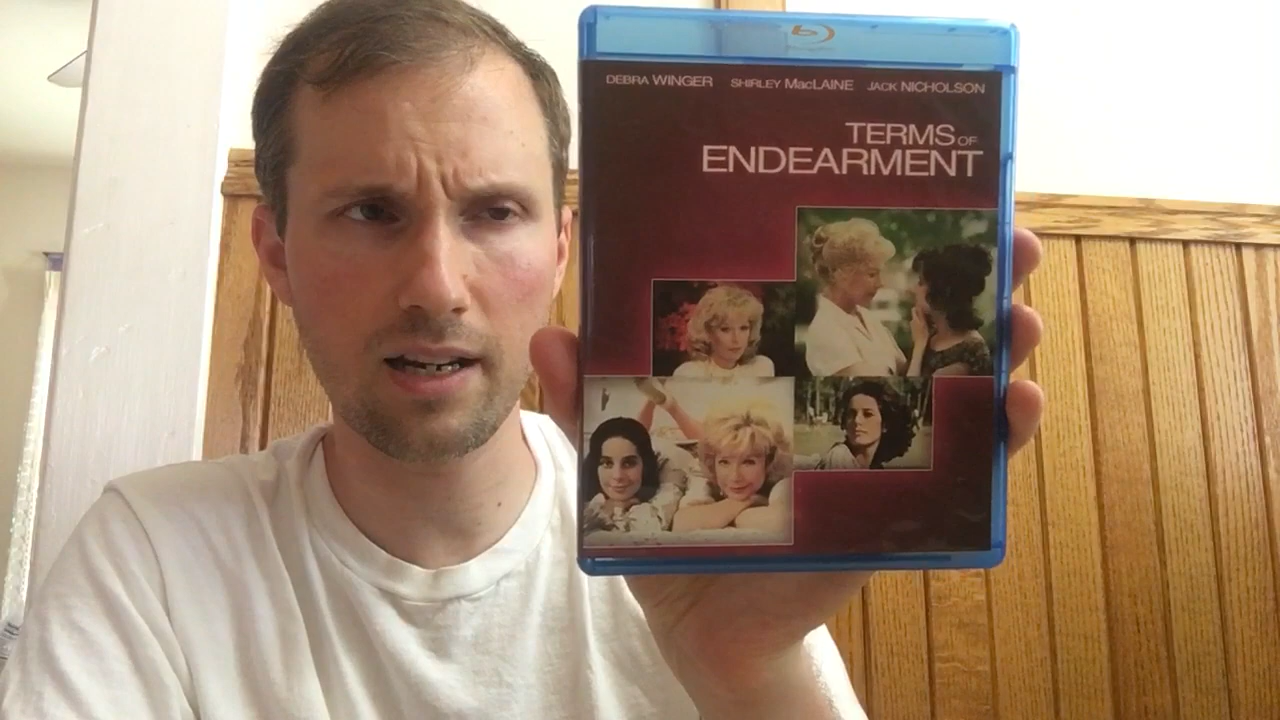 DEBRA WINGER SHIRLEY MacLAINE JACK NICHOLSON
TERMS OF
ENDEARMENT